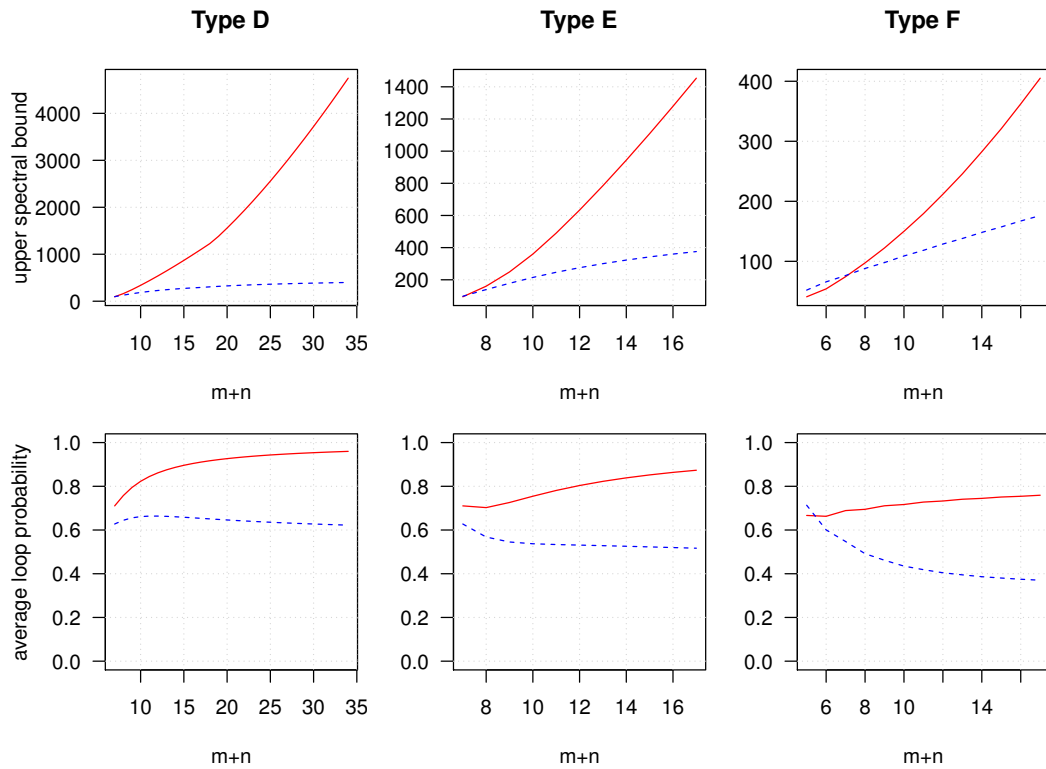 Type D Type E Type F
upper spectral bound
4000
3000
2000
1000
0
10 15 20 25 30 35
m+n
1400
1200
1000
800
600
400
200
8 10 12 14 16
m+n
400
300
200
100
6 8 10 14
m+n
average loop probability
1.0
0.8
0.6
0.4
0.2
0.0
10 15 20 25 30 35
m+n
1.0
0.8
0.6
0.4
0.2
0.0
8 10 12 14 16
m+n
1.0
0.8
0.6
0.4
0.2
0.0
6 8 10 14
m+n